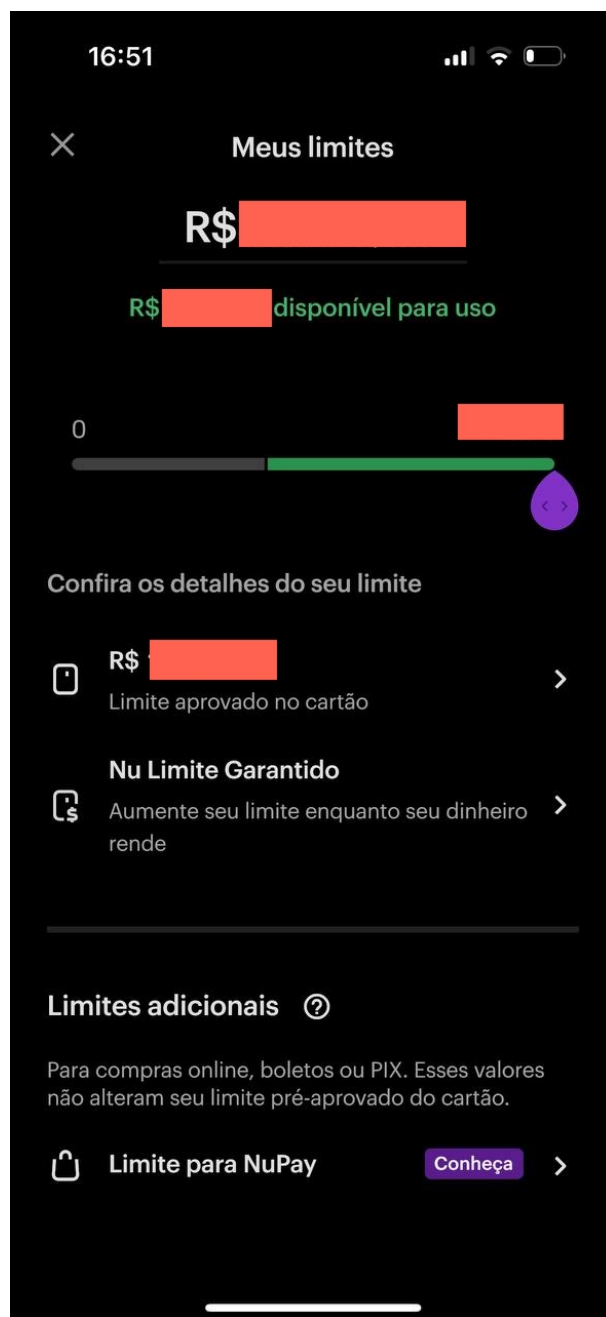 16:51
Meus limites
R$
R$ disponível para uso
0
Confira os detalhes do seu limite
R$
Limite aprovado no cartão
Nu Limite Garantido
Aumente seu limite enquanto seu dinheiro
rende
Limites adicionais ?
Para compras online, boletos ou PIX. Esses valores
não alteram seu limite pré-aprovado do cartão.
Limite para NuPay Conheça